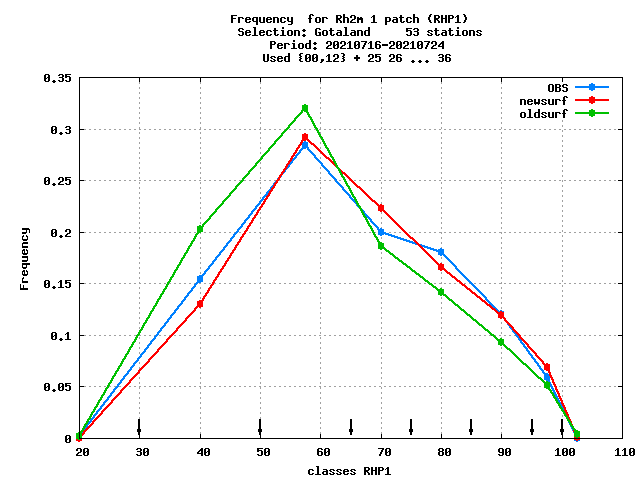 Frequency  for Rh2m 1 patch (RHP1)
Selection: Gotaland     53 stations
Period: 20210716-20210724
Used {00,12} + 25 26 ... 36
OBS
newsurf
oldsurf
0.35
0.3
0.25
0.2
0.15
0.1
0.05
0
Frequency
20 30 40 50 60 70 80 90 100 110
classes RHP1